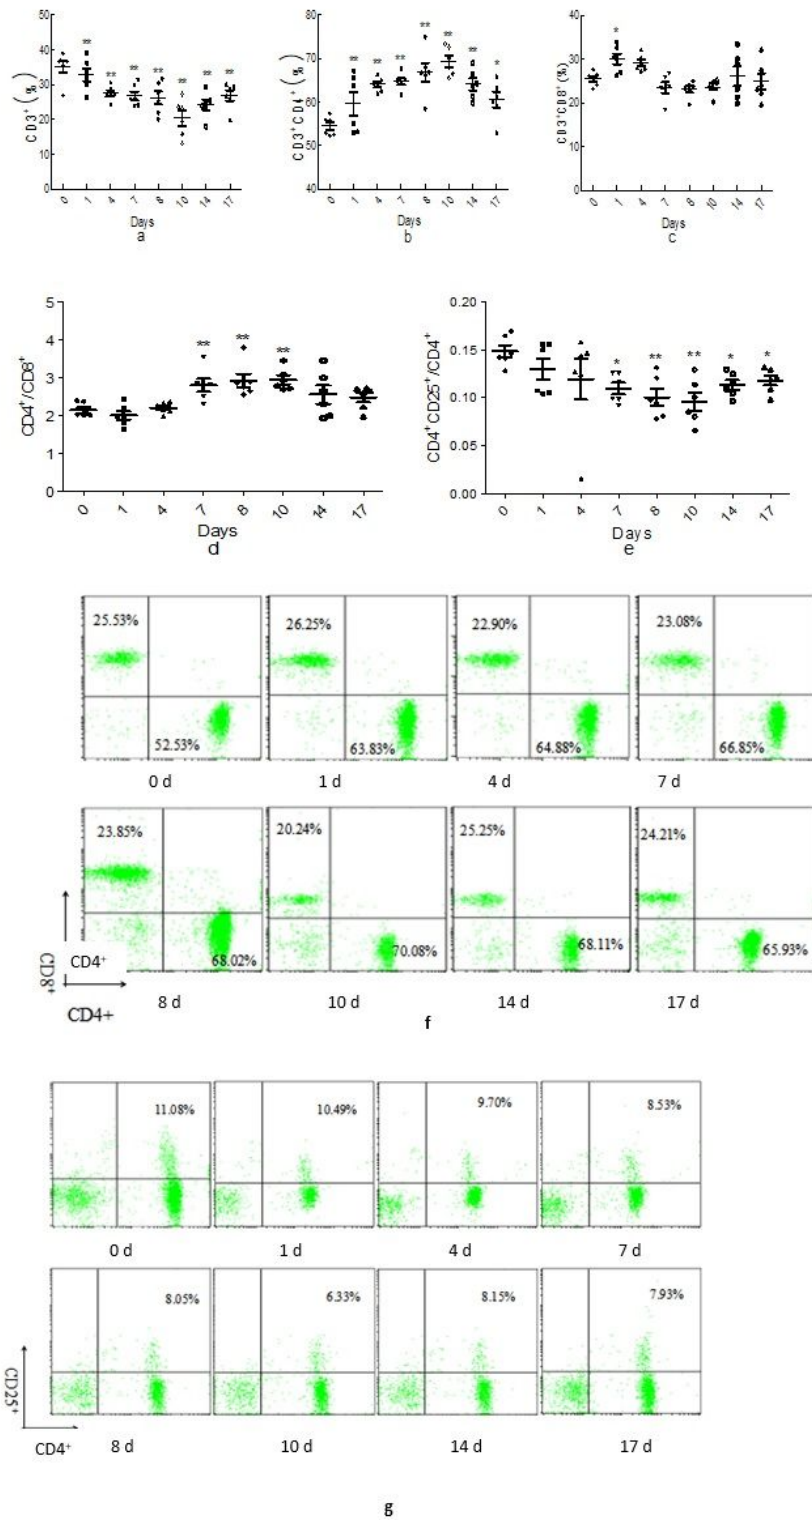 CD3⁺ (%)
50
40
30
20
10
0
** ** ** ** ** ** **
0 1 4 7 8 10 14 17
Days
a
CD3⁺CD4⁺ (%)
80
70
60
50
40
** ** ** ** ** ** *
0 1 4 7 8 10 14 17
Days
b
CD3⁺CD8⁺ (%)
40
30
20
10
0
*
0 1 4 7 8 10 14 17
Days
c
CD4⁺/CD8⁺
5
4
3
2
1
0
** ** **
0 1 4 7 8 10 14 17
Days
d
CD4⁺CD25⁺/CD4⁺
0.20
0.15
0.10
0.05
0.00
* ** ** * *
0 1 4 7 8 10 14 17
Days
e
25.53% 26.25% 22.90% 23.08%
52.53% 63.83% 64.88% 66.85%
0 d 1 d 4 d 7 d
23.85% 20.24% 25.25% 24.21%
68.02% 70.08% 68.11% 65.93%
CD8⁺
CD4⁺
CD4+
8 d 10 d 14 d 17 d
f
11.08% 10.49% 9.70% 8.53%
0 d 1 d 4 d 7 d
8.05% 6.33% 8.15% 7.93%
CD25⁺
CD4⁺
8 d 10 d 14 d 17 d
g